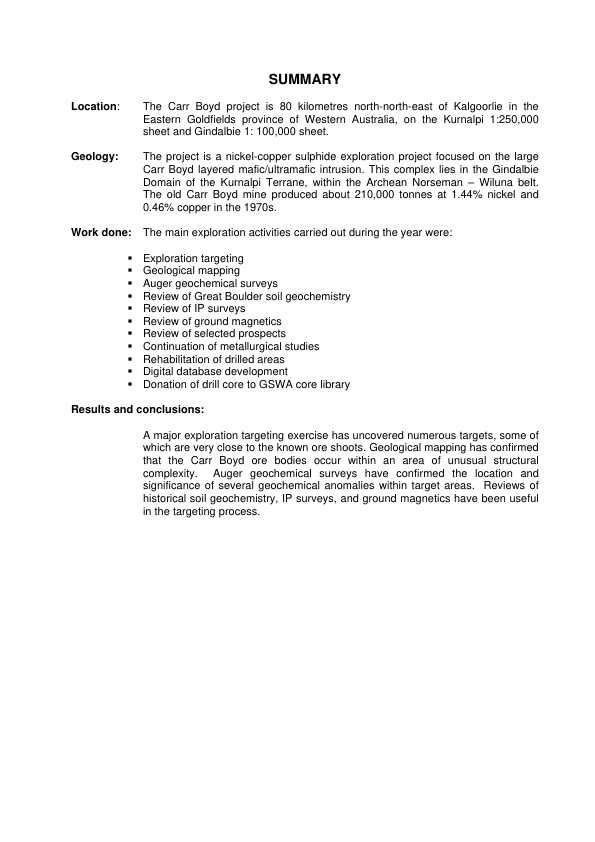 SUMMARY
Location: The Carr Boyd project is 80 kilometres north-north-east of Kalgoorlie in the
Eastern Goldfields province of Western Australia, on the Kurnalpi 1:250,000
sheet and Gindalbie 1: 100,000 sheet.
Geology: The project is a nickel-copper sulphide exploration project focused on the large
Carr Boyd layered mafic/ultramafic intrusion. This complex lies in the Gindalbie
Domain of the Kurnalpi Terrane, within the Archean Norseman – Wiluna belt.
The old Carr Boyd mine produced about 210,000 tonnes at 1.44% nickel and
0.46% copper in the 1970s.
Work done: The main exploration activities carried out during the year were:
▪ Exploration targeting
▪ Geological mapping
▪ Auger geochemical surveys
▪ Review of Great Boulder soil geochemistry
▪ Review of IP surveys
▪ Review of ground magnetics
▪ Review of selected prospects
▪ Continuation of metallurgical studies
▪ Rehabilitation of drilled areas
▪ Digital database development
▪ Donation of drill core to GSWA core library
Results and conclusions:
A major exploration targeting exercise has uncovered numerous targets, some of
which are very close to the known ore shoots. Geological mapping has confirmed
that the Carr Boyd ore bodies occur within an area of unusual structural
complexity. Auger geochemical surveys have confirmed the location and
significance of several geochemical anomalies within target areas. Reviews of
historical soil geochemistry, IP surveys, and ground magnetics have been useful
in the targeting process.